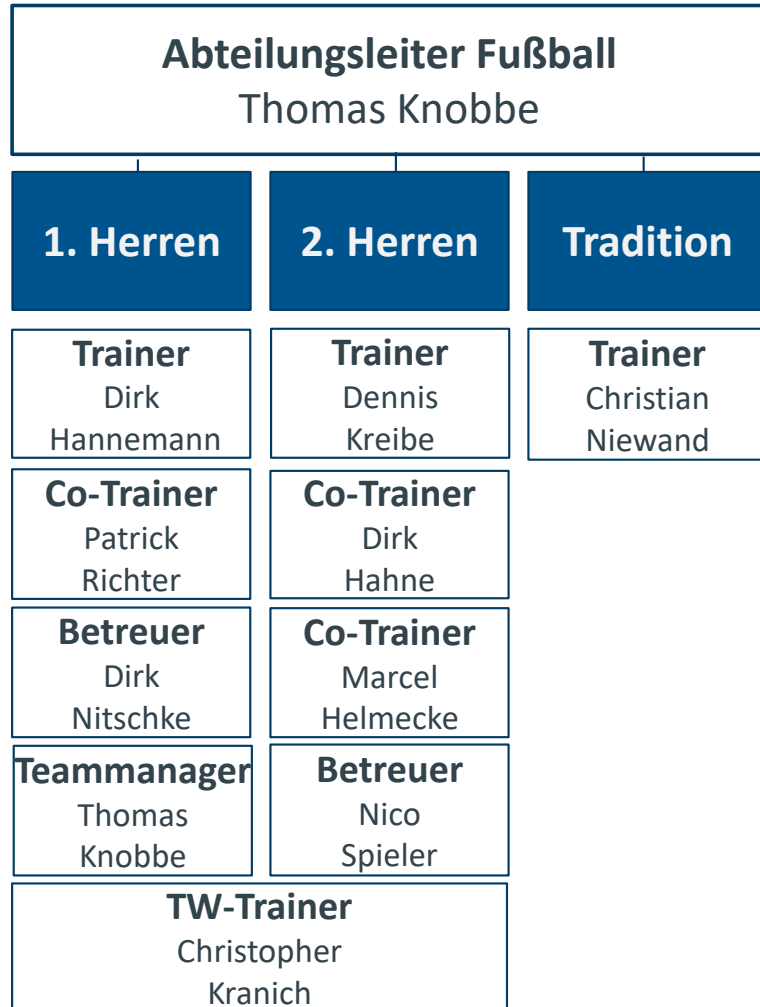 Abteilungsleiter Fußball
Thomas Knobbe
1. Herren
2. Herren
Tradition
Trainer
Dirk
Hannemann
Trainer
Dennis
Kreibe
Trainer
Christian
Niewand
Co-Trainer
Patrick
Richter
Co-Trainer
Dirk
Hahne
Betreuer
Dirk
Nitschke
Co-Trainer
Marcel
Helmecke
Teammanager
Thomas
Knobbe
Betreuer
Nico
Spieler
TW-Trainer
Christopher
Kranich